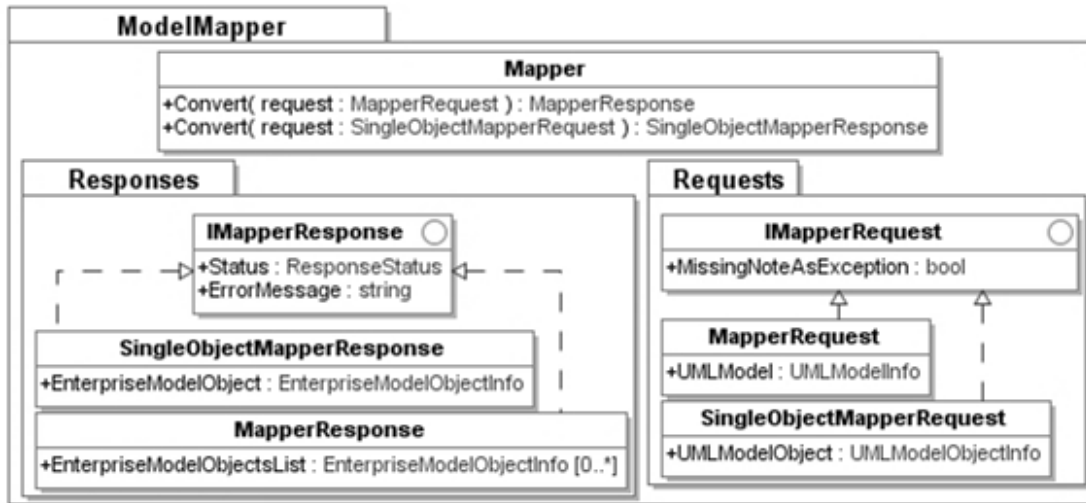 ModelMapper
Mapper
+Convert( request : MapperRequest ) : MapperResponse
+Convert( request : SingleObjectMapperRequest ) : SingleObjectMapperResponse
Responses
IMapperResponse
+Status : ResponseStatus
+ErrorMessage : string
SingleObjectMapperResponse
+EnterpriseModelObject : EnterpriseModelObjectInfo
MapperResponse
+EnterpriseModelObjectsList : EnterpriseModelObjectInfo [0..*]
Requests
IMapperRequest
+MissingNoteAsException : bool
MapperRequest
+UMLModel : UMLModelInfo
SingleObjectMapperRequest
+UMLModelObject : UMLModelObjectInfo